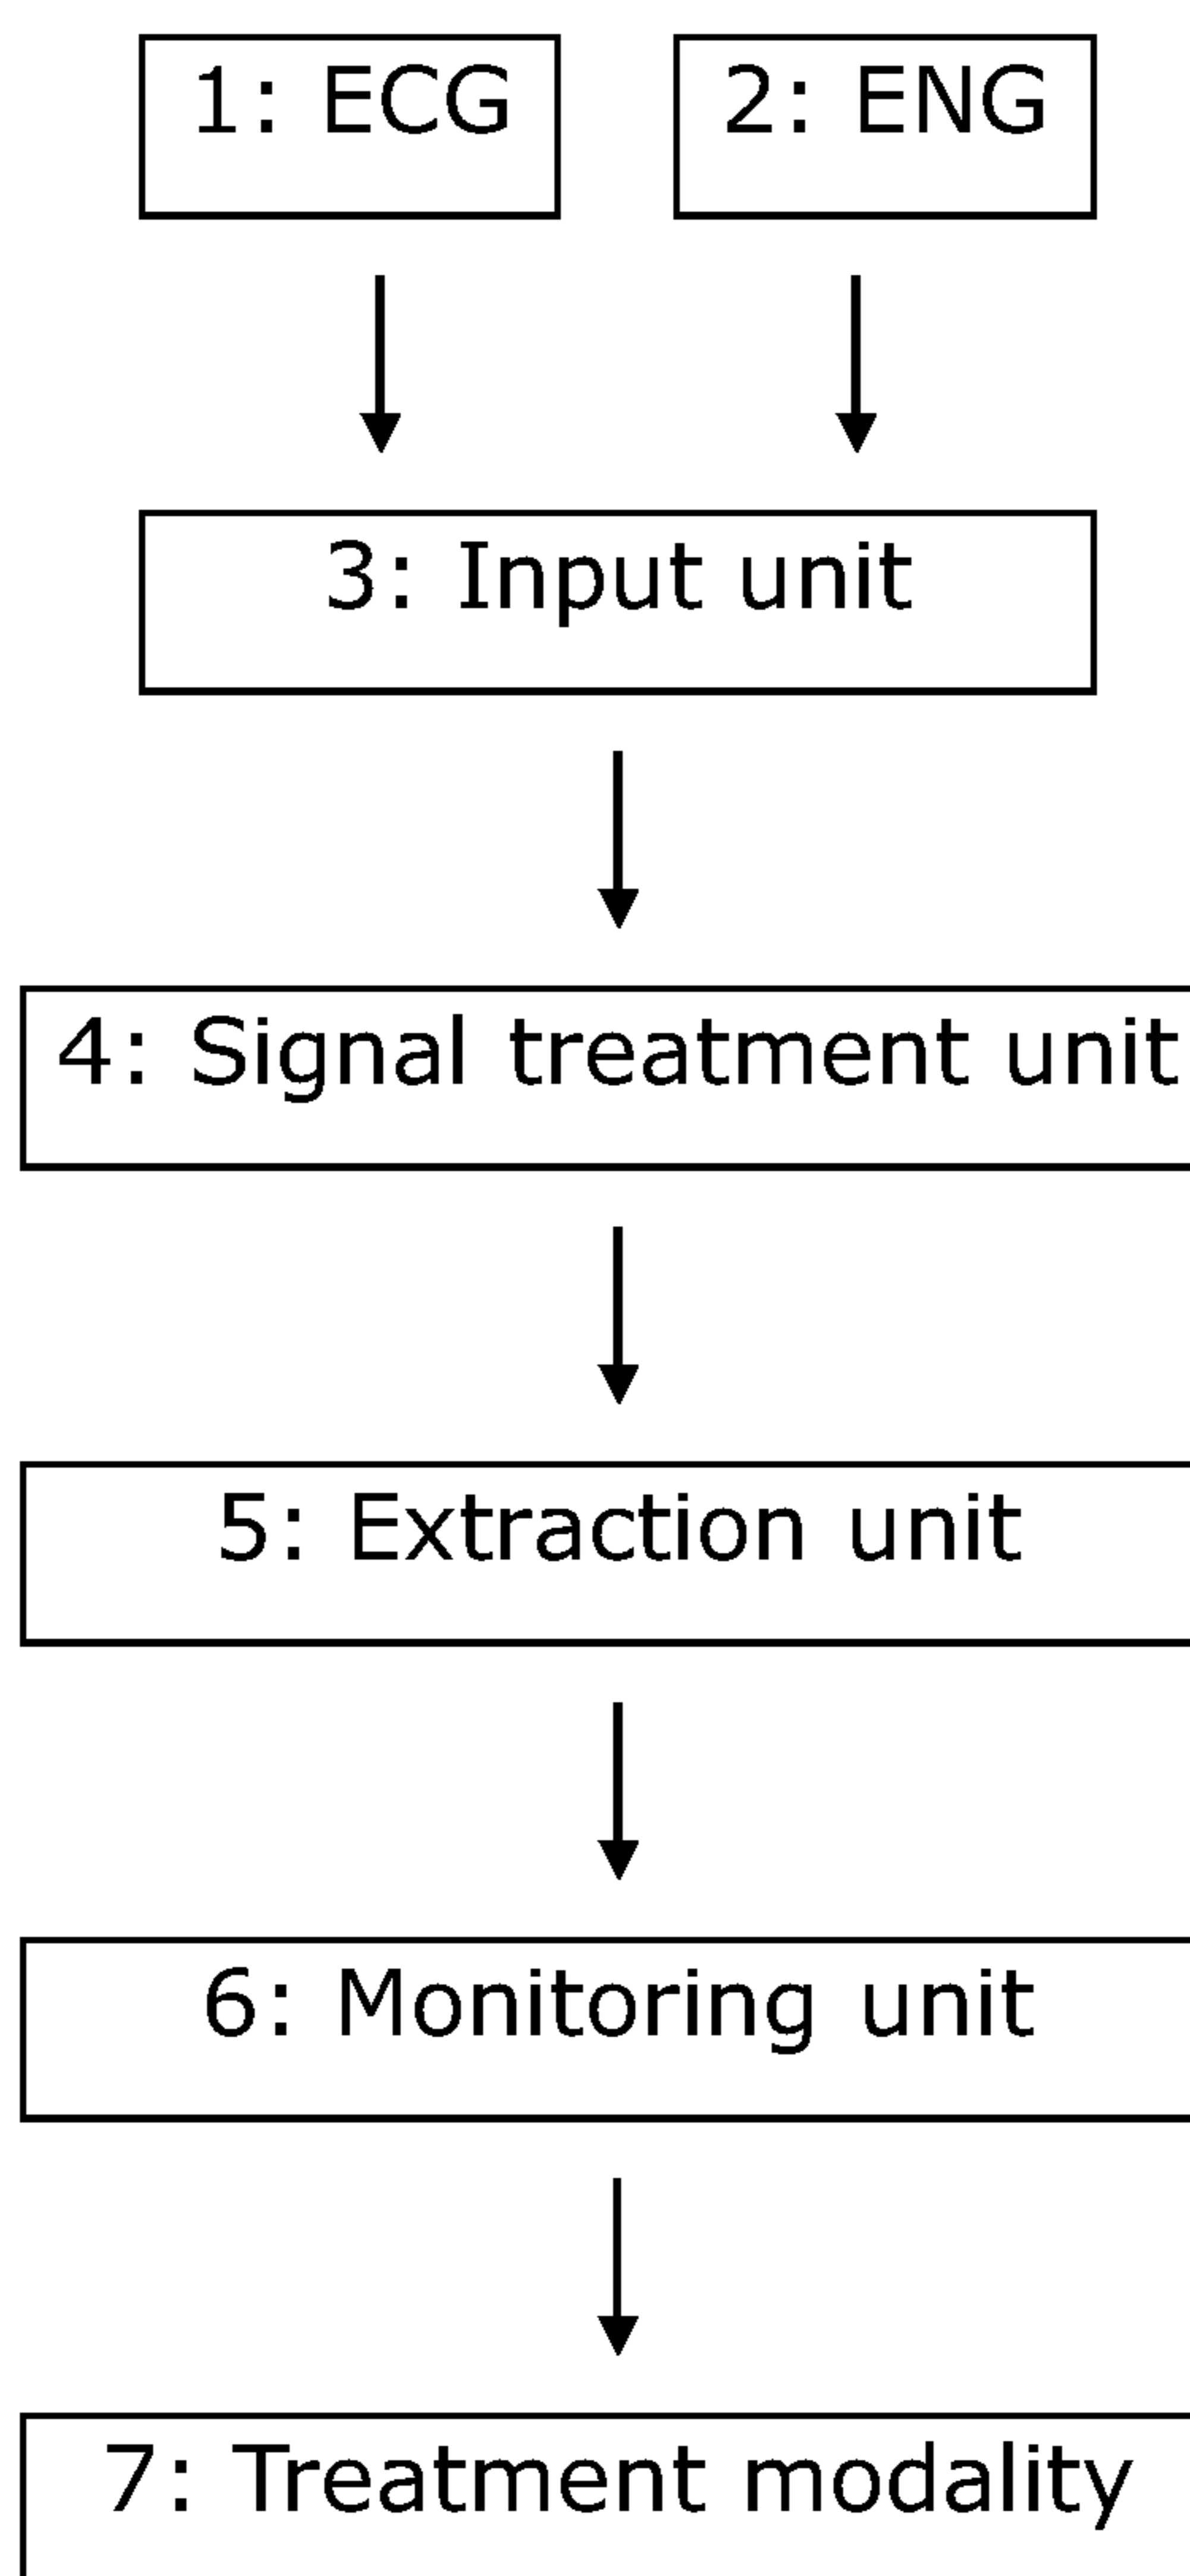 1: ECG
2: ENG
3: Input unit
4: Signal treatment unit
5: Extraction unit
6: Monitoring unit
7: Treatment modality